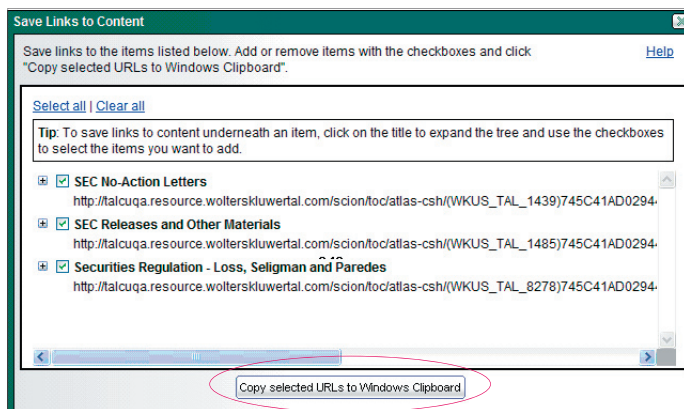 Save Links to Content
Save links to the items listed below. Add or remove items with the checkboxes and click
"Copy selected URLs to Windows Clipboard".
Help
Select all | Clear all
Tip: To save links to content underneath an item, click on the title to expand the tree and use the checkboxes
to select the items you want to add.
SEC No-Action Letters
http://talcuqa.resource.wolterskluwertal.com/scion/toc/atlas-csh/(WKUS_TAL_1439)745C41AD0294
SEC Releases and Other Materials
http://talcuqa.resource.wolterskluwertal.com/scion/toc/atlas-csh/(WKUS_TAL_1485)745C41AD0294
Securities Regulation - Loss, Seligman and Paredes
http://talcuqa.resource.wolterskluwertal.com/scion/toc/atlas-csh/(WKUS_TAL_8278)745C41AD0294
Copy selected URLs to Windows Clipboard